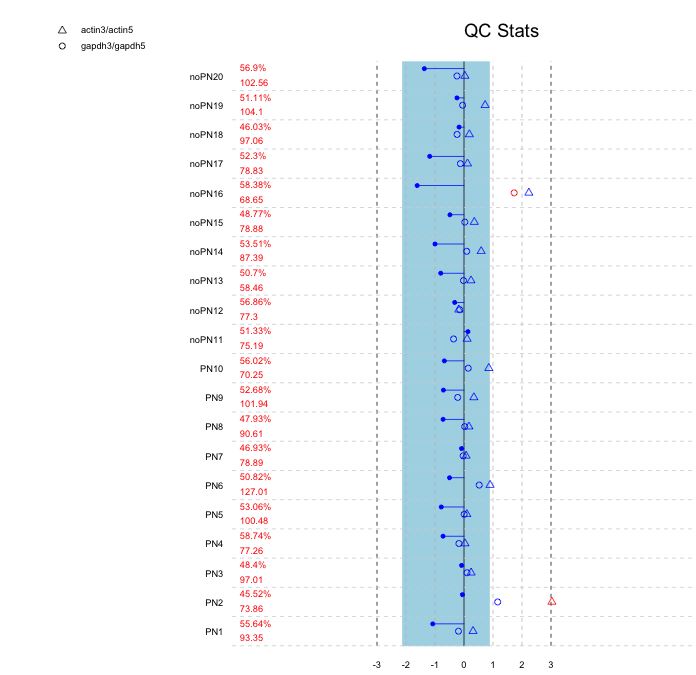 actin3/actin5
gapdh3/gapdh5
QC Stats
noPN20 56.9%
102.56
noPN19 51.11%
104.1
noPN18 46.03%
97.06
noPN17 52.3%
78.83
noPN16 58.38%
68.65
noPN15 48.77%
78.88
noPN14 53.51%
87.39
noPN13 50.7%
58.46
noPN12 56.86%
77.3
noPN11 51.33%
75.19
PN10 56.02%
70.25
PN9 52.68%
101.94
PN8 47.93%
90.61
PN7 46.93%
78.89
PN6 50.82%
127.01
PN5 53.06%
100.48
PN4 58.74%
77.26
PN3 48.4%
97.01
PN2 45.52%
73.86
PN1 55.64%
93.35
-3 -2 -1 0 1 2 3